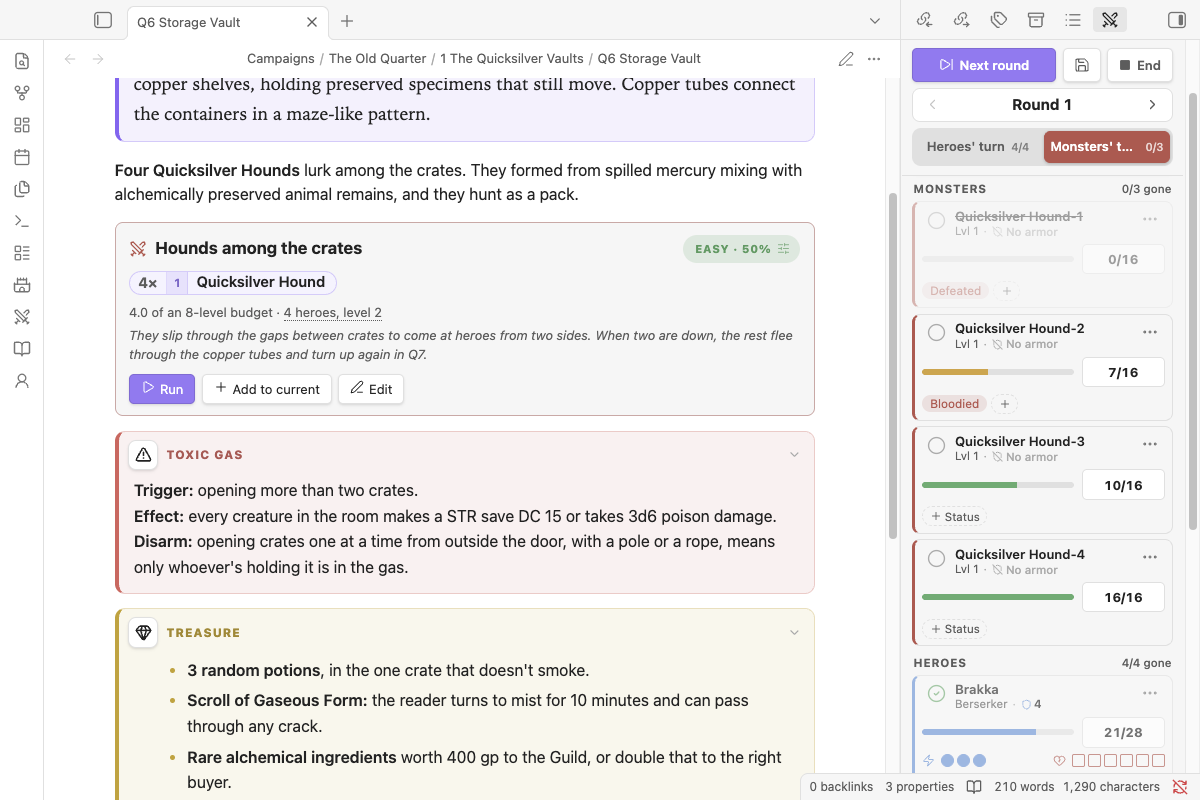 Q6 Storage Vault
Campaigns / The Old Quarter / 1 The Quicksilver Vaults / Q6 Storage Vault
copper shelves, holding preserved specimens that still move. Copper tubes connect
the containers in a maze-like pattern.
Four Quicksilver Hounds lurk among the crates. They formed from spilled mercury mixing with
alchemically preserved animal remains, and they hunt as a pack.
Hounds among the crates
EASY · 50%
4× 1 Quicksilver Hound
4.0 of an 8-level budget · 4 heroes, level 2
They slip through the gaps between crates to come at heroes from two sides. When two are down, the rest flee
through the copper tubes and turn up again in Q7.
Run
Add to current
Edit
TOXIC GAS
Trigger: opening more than two crates.
Effect: every creature in the room makes a STR save DC 15 or takes 3d6 poison damage.
Disarm: opening crates one at a time from outside the door, with a pole or a rope, means
only whoever's holding it is in the gas.
TREASURE
• 3 random potions, in the one crate that doesn't smoke.
• Scroll of Gaseous Form: the reader turns to mist for 10 minutes and can pass
through any crack.
• Rare alchemical ingredients worth 400 gp to the Guild, or double that to the right
buyer.
Next round
End
Round 1
Heroes' turn 4/4
Monsters' t... 0/3
MONSTERS 0/3 gone
Quicksilver Hound-1
Lvl 1 · No armor
0/16
Defeated +
Quicksilver Hound-2
Lvl 1 · No armor
7/16
Bloodied +
Quicksilver Hound-3
Lvl 1 · No armor
10/16
+ Status
Quicksilver Hound-4
Lvl 1 · No armor
16/16
+ Status
HEROES 4/4 gone
Brakka
Berserker · 4
21/28
0 backlinks 3 properties 210 words 1,290 characters